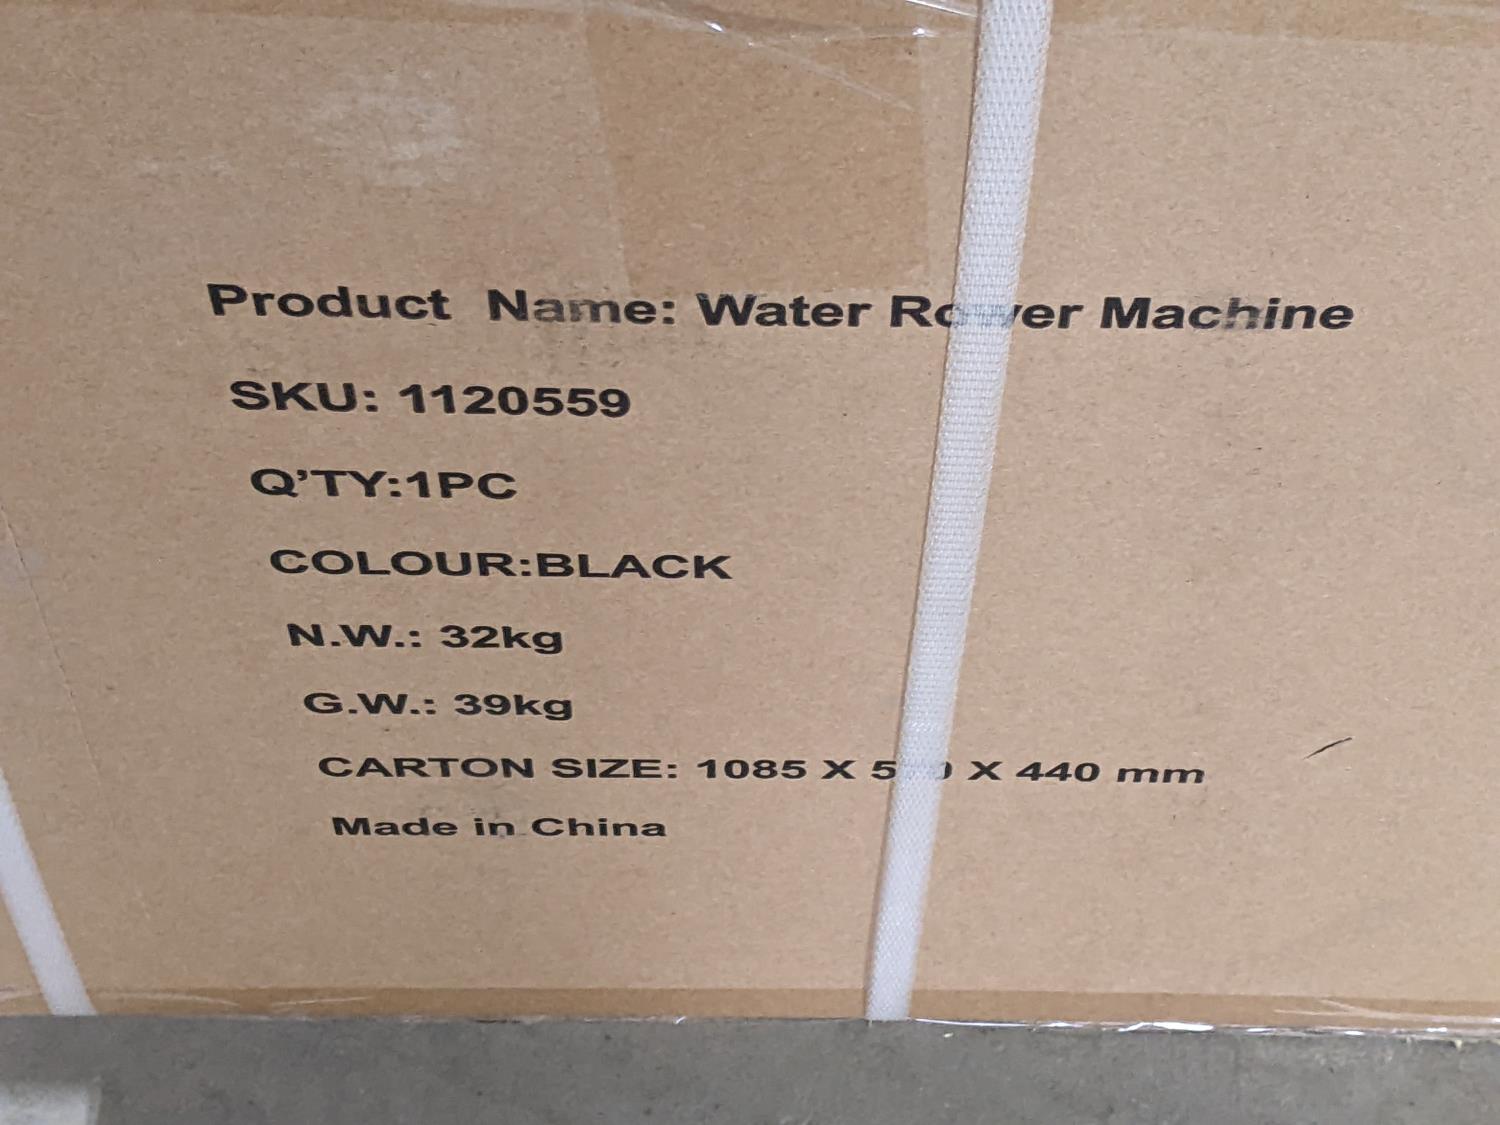 Product Name: Water Rower Machine
SKU: 1120559
Q'TY:1PC
COLOUR:BLACK
N.W.: 32kg
G.W.: 39kg
CARTON SIZE: 1085 X X 440 mm
Made in China